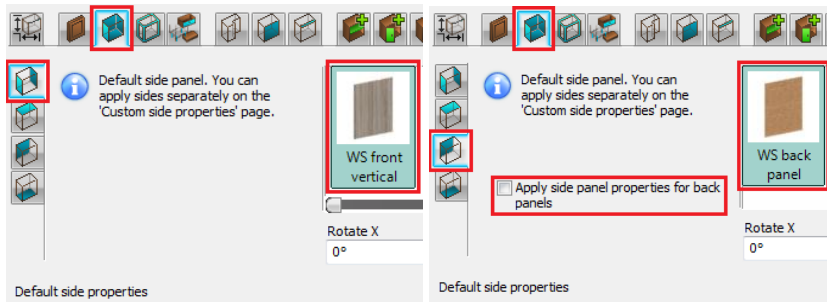 Default side panel. You can
apply sides separately on the
'Custom side properties' page.
WS front
vertical
Rotate X
0°
Default side properties
Default side panel. You can
apply sides separately on the
'Custom side properties' page.
WS back
panel
Apply side panel properties for back
panels
Rotate X
0°
Default side properties